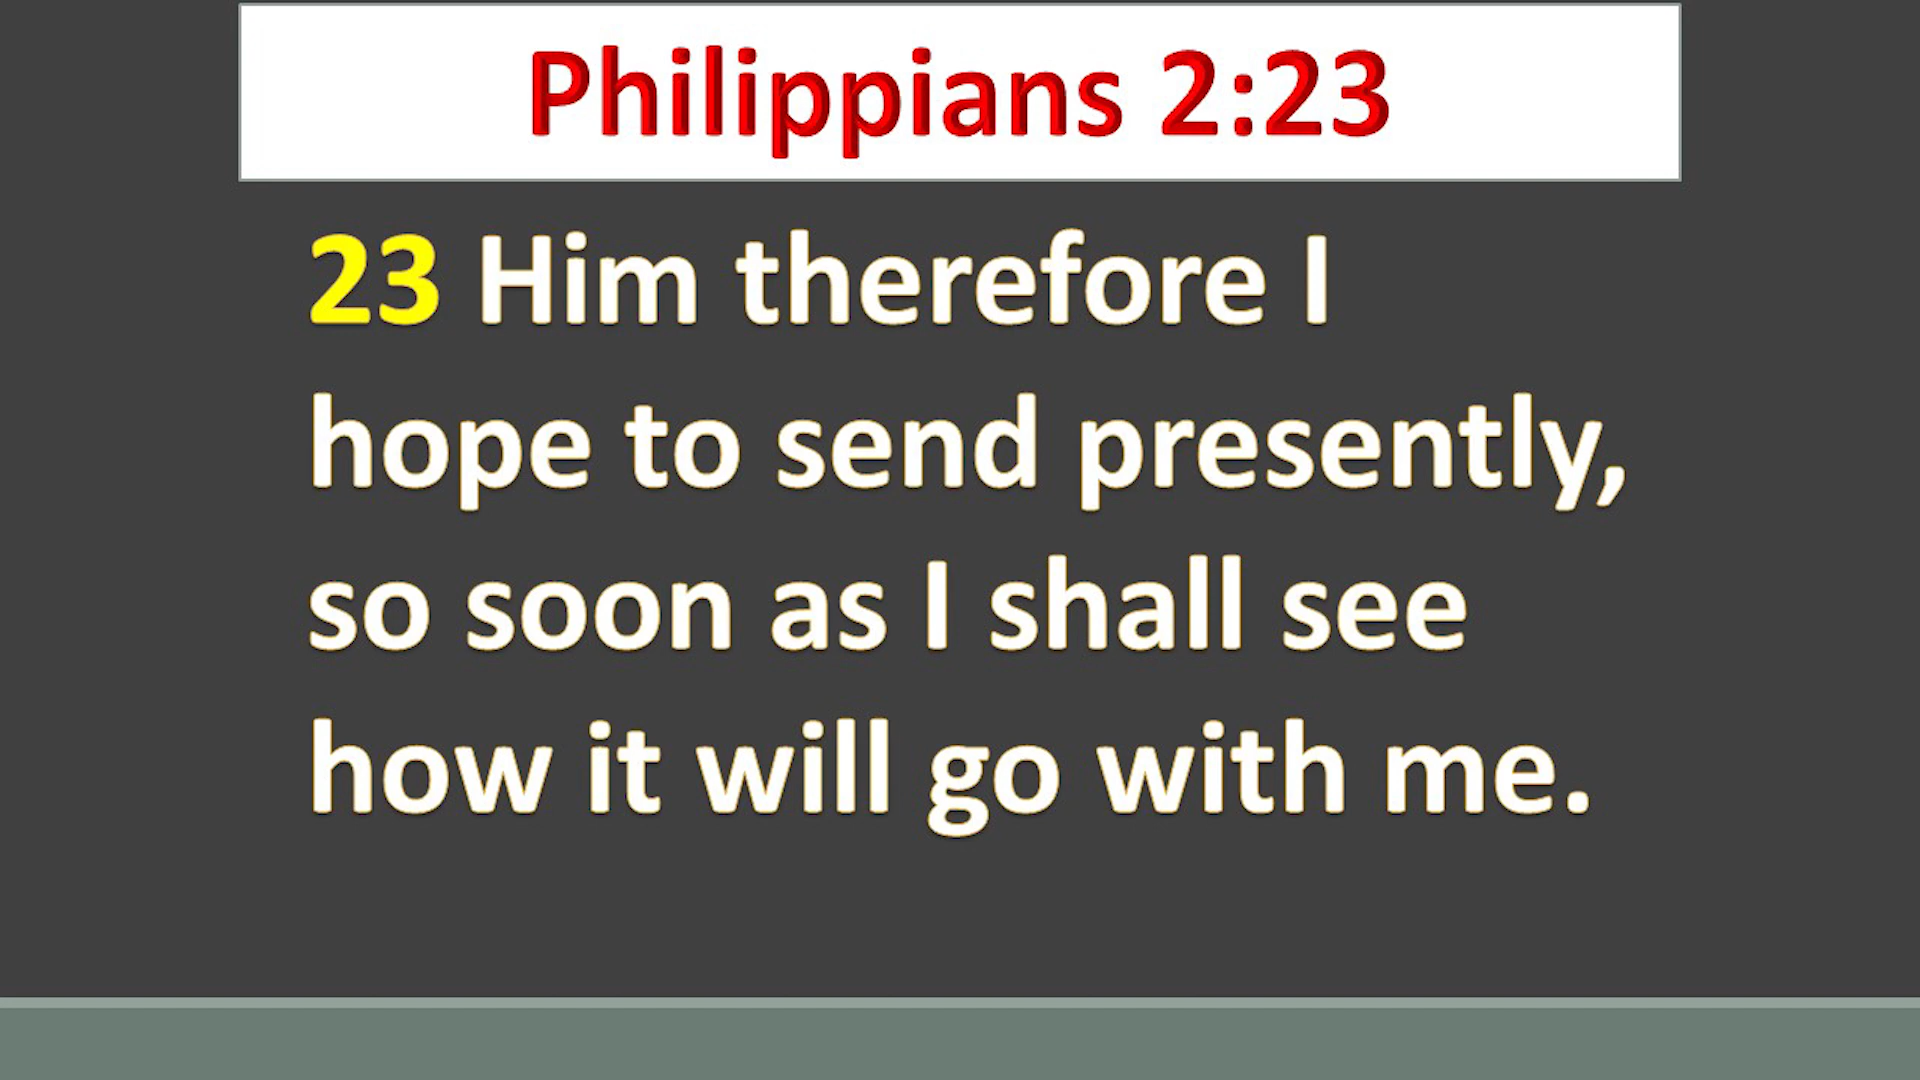 Philippians 2:23
23 Him therefore I
hope to send presently,
so soon as I shall see
how it will go with me.